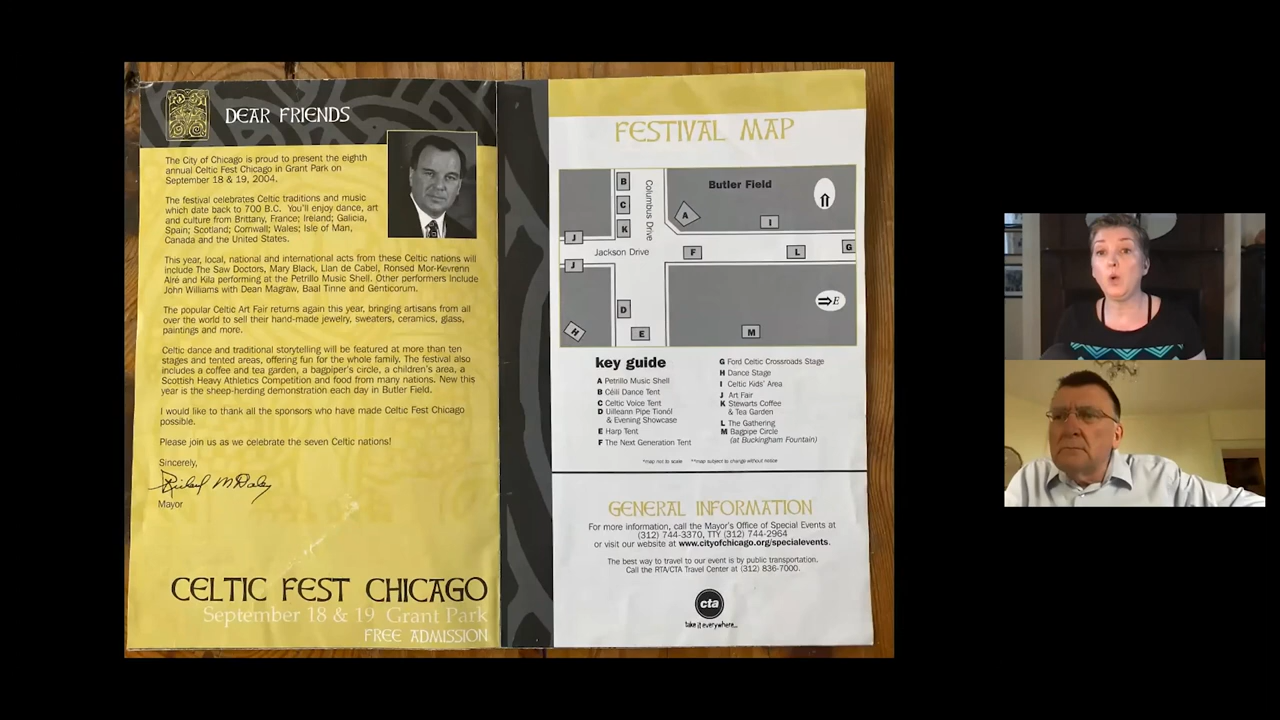 DEAR FRIENDS
The City of Chicago is proud to present the eighth
annual Celtic Fest Chicago in Grant Park on
September 18 & 19, 2004.
The festival celebrates Celtic traditions and music
which date back to 700 B.C. You'll enjoy dance, art
and culture from Brittany, France; Ireland; Galicia,
Spain; Scotland; Cornwall; Wales; Isle of Man,
Canada and the United States.
This year, local, national and international acts from these Celtic nations will
include The Saw Doctors, Mary Black, Llan de Cabel, Ronsed Mor-Kevrenn
Alré and Kila performing at the Petrillo Music Shell. Other performers include
John Williams with Dean Magraw, Baal Tinne and Genticorum.
The popular Celtic Art Fair returns again this year, bringing artisans from all
over the world to sell their hand-made jewelry, sweaters, ceramics, glass,
paintings and more.
Celtic dance and traditional storytelling will be featured at more than ten
stages and tented areas, offering fun for the whole family. The festival also
includes a coffee and tea garden, a bagpiper's circle, a children's area, a
Scottish Heavy Athletics Competition and food from many nations. New this
year is the sheep-herding demonstration each day in Butler Field.
I would like to thank all the sponsors who have made Celtic Fest Chicago
possible.
Please join us as we celebrate the seven Celtic nations!
Sincerely,
Richard M Daley
Mayor
CELTIC FEST CHICAGO
September 18 & 19 Grant Park
FREE ADMISSION
FESTIVAL MAP
B
C
K
Columbus Drive
Butler Field
A
I
J
Jackson Drive
F
L
G
J
D
E
H
M
E
key guide
A Petrillo Music Shell
B Céilí Dance Tent
C Celtic Voice Tent
D Uilleann Pipe Tionól
& Evening Showcase
E Harp Tent
F The Next Generation Tent
G Ford Celtic Crossroads Stage
H Dance Stage
I Celtic Kids' Area
J Art Fair
K Stewarts Coffee
& Tea Garden
L The Gathering
M Bagpipe Circle
(at Buckingham Fountain)
*map not to scale **map subject to change without notice
GENERAL INFORMATION
For more information, call the Mayor's Office of Special Events at
(312) 744-3370, TTY (312) 744-2964
or visit our website at www.cityofchicago.org/specialevents.
The best way to travel to our event is by public transportation.
Call the RTA/CTA Travel Center at (312) 836-7000.
cta
take it everywhere...